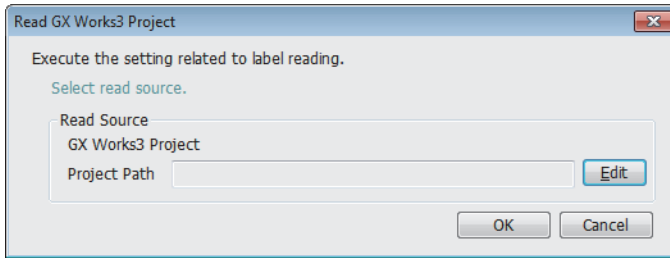 Read GX Works3 Project
Execute the setting related to label reading.
Select read source.
Read Source
GX Works3 Project
Project Path Edit
OK Cancel